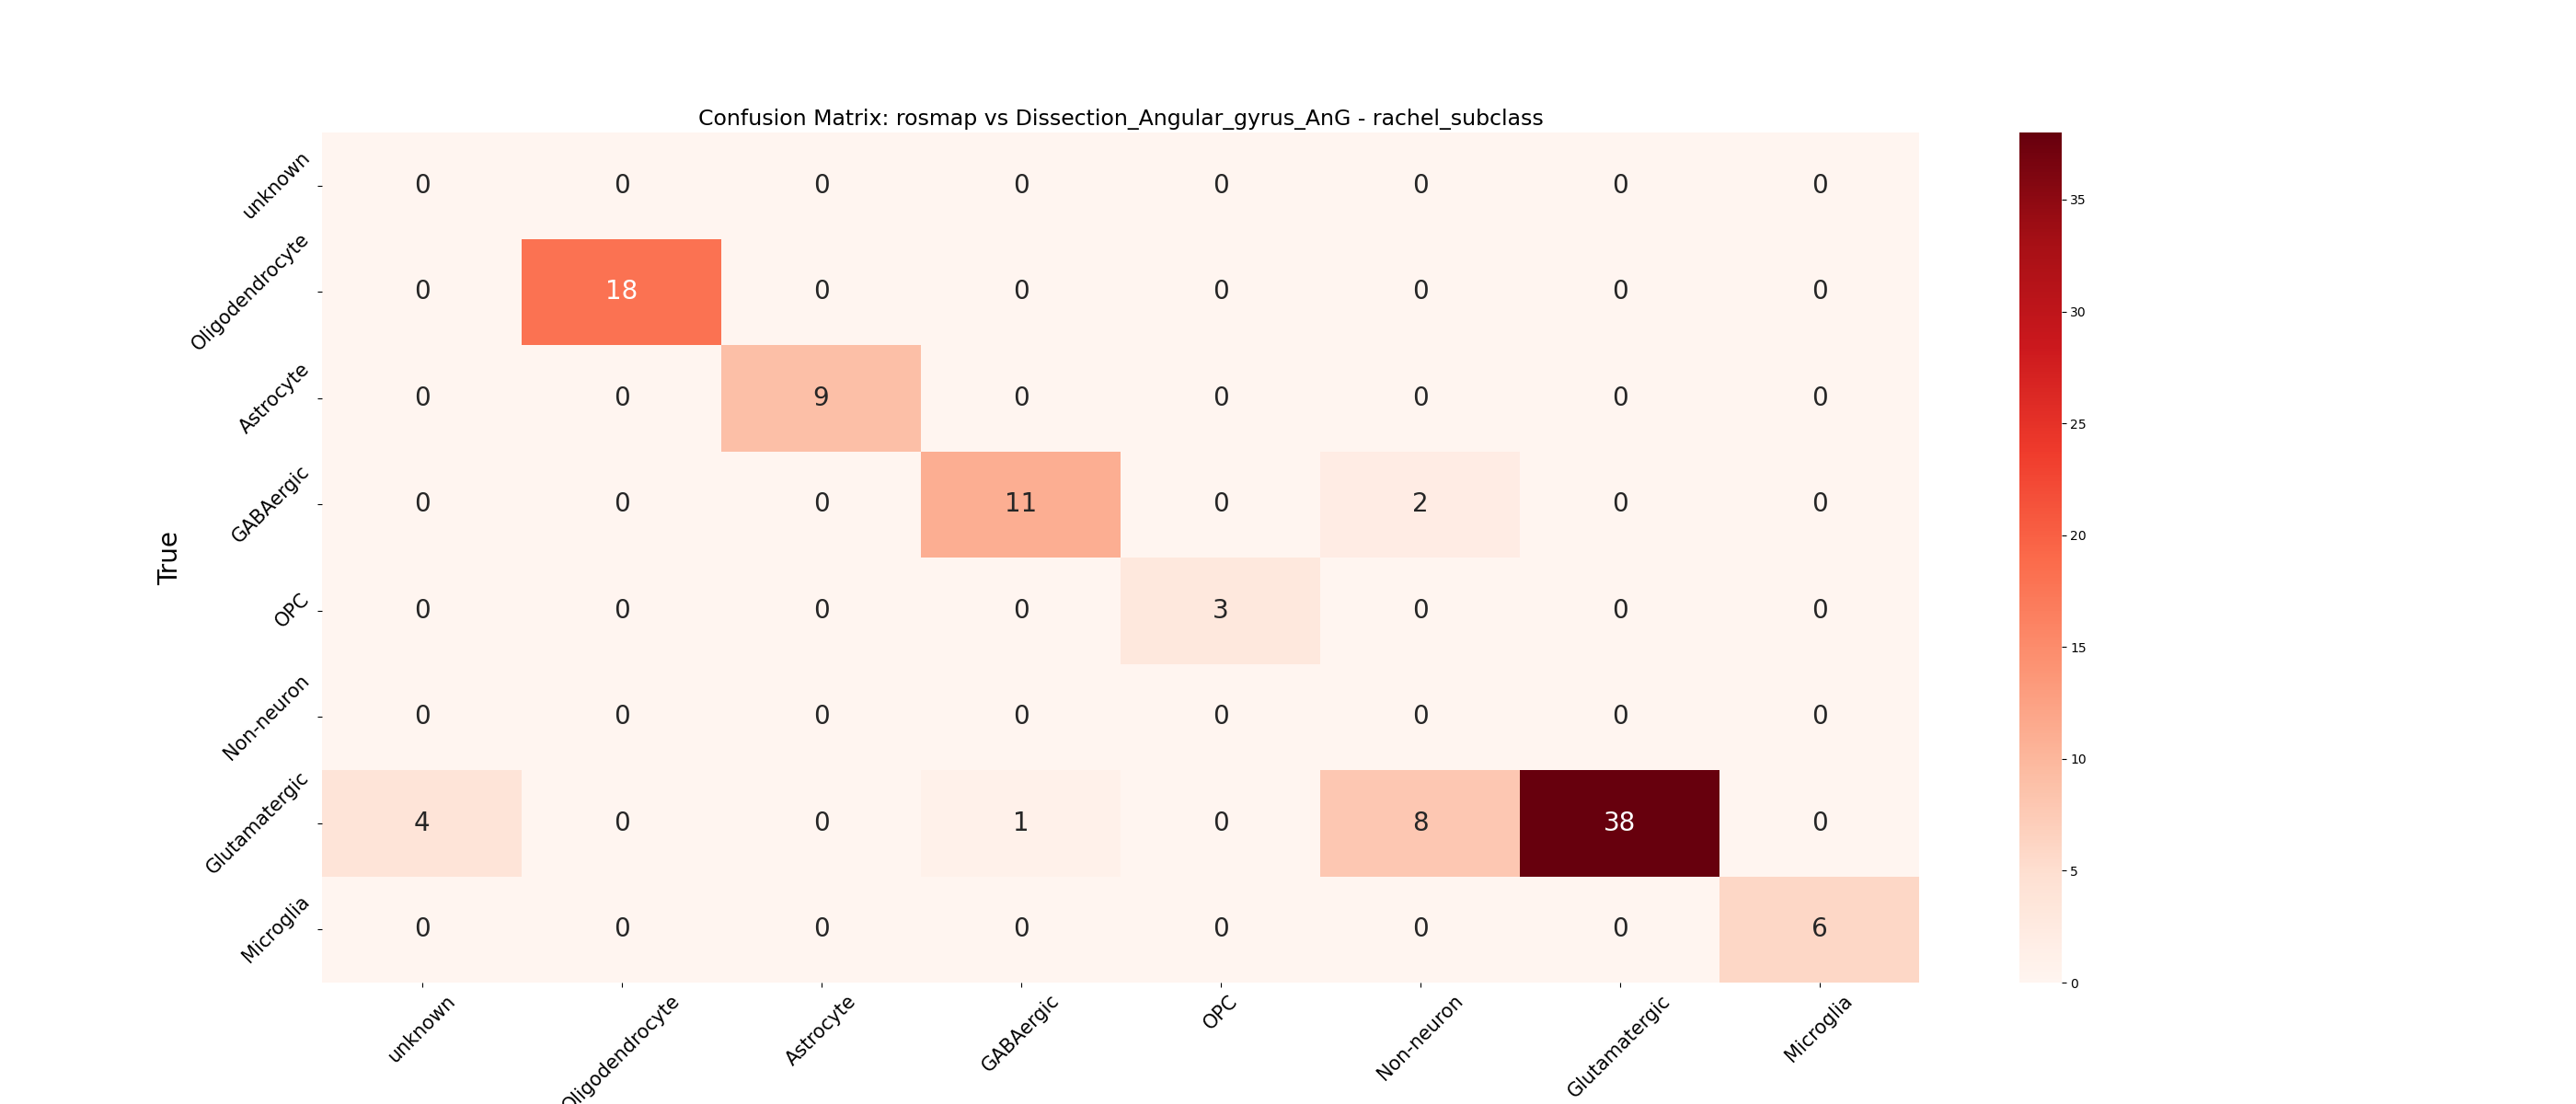 Confusion Matrix: rosmap vs Dissection_Angular_gyrus_AnG - rachel_subclass
unknown 0 0 0 0 0 0 0 0
Oligodendrocyte 0 18 0 0 0 0 0 0
Astrocyte 0 0 9 0 0 0 0 0
GABAergic 0 0 0 11 0 2 0 0
OPC 0 0 0 0 3 0 0 0
Non-neuron 0 0 0 0 0 0 0 0
Glutamatergic 4 0 0 1 0 8 38 0
Microglia 0 0 0 0 0 0 0 6
True
unknown Oligodendrocyte Astrocyte GABAergic OPC Non-neuron Glutamatergic Microglia
35
30
25
20
15
10
5
0